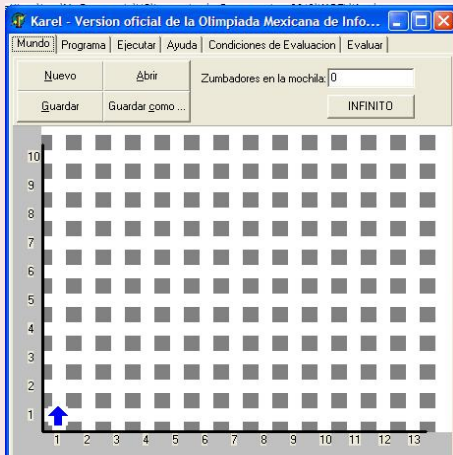 Karel - Version oficial de la Olimpiada Mexicana de Info...
Mundo Programa Ejecutar Ayuda Condiciones de Evaluacion Evaluar
Nuevo Abrir Zumbadores en la mochila: 0
Guardar Guardar como ... INFINITO
10
9
8
7
6
5
4
3
2
1
1 2 3 4 5 6 7 8 9 10 11 12 13